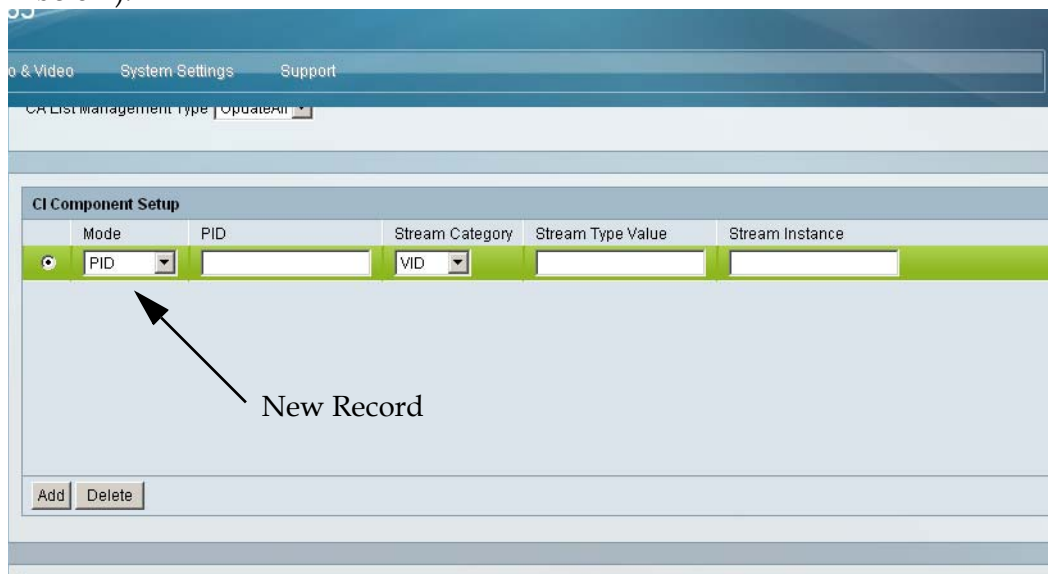 o & Video System Settings Support
CA List Management Type UpdateAll
CI Component Setup
Mode PID Stream Category Stream Type Value Stream Instance
PID VID
New Record
Add Delete